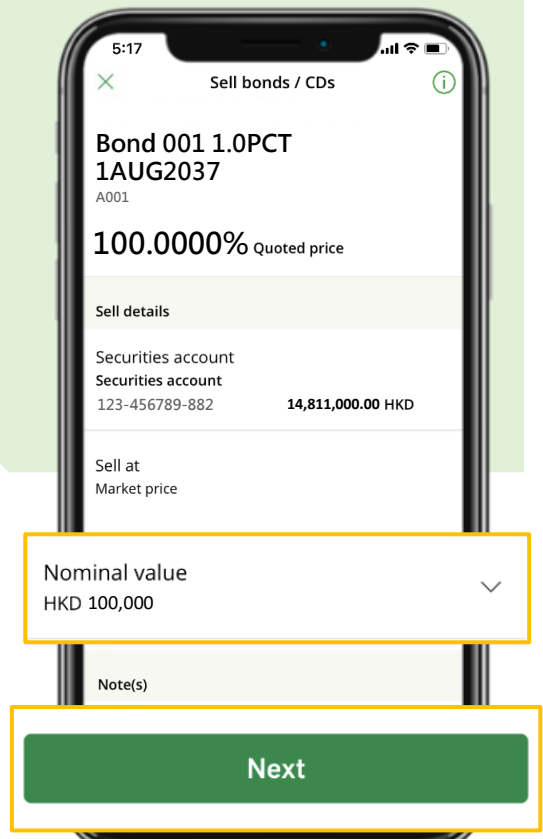 5:17
Sell bonds / CDs
Bond 001 1.0PCT
1AUG2037
A001
100.0000% Quoted price
Sell details
Securities account
Securities account
123-456789-882 14,811,000.00 HKD
Sell at
Market price
Nominal value
HKD 100,000
Note(s)
Next